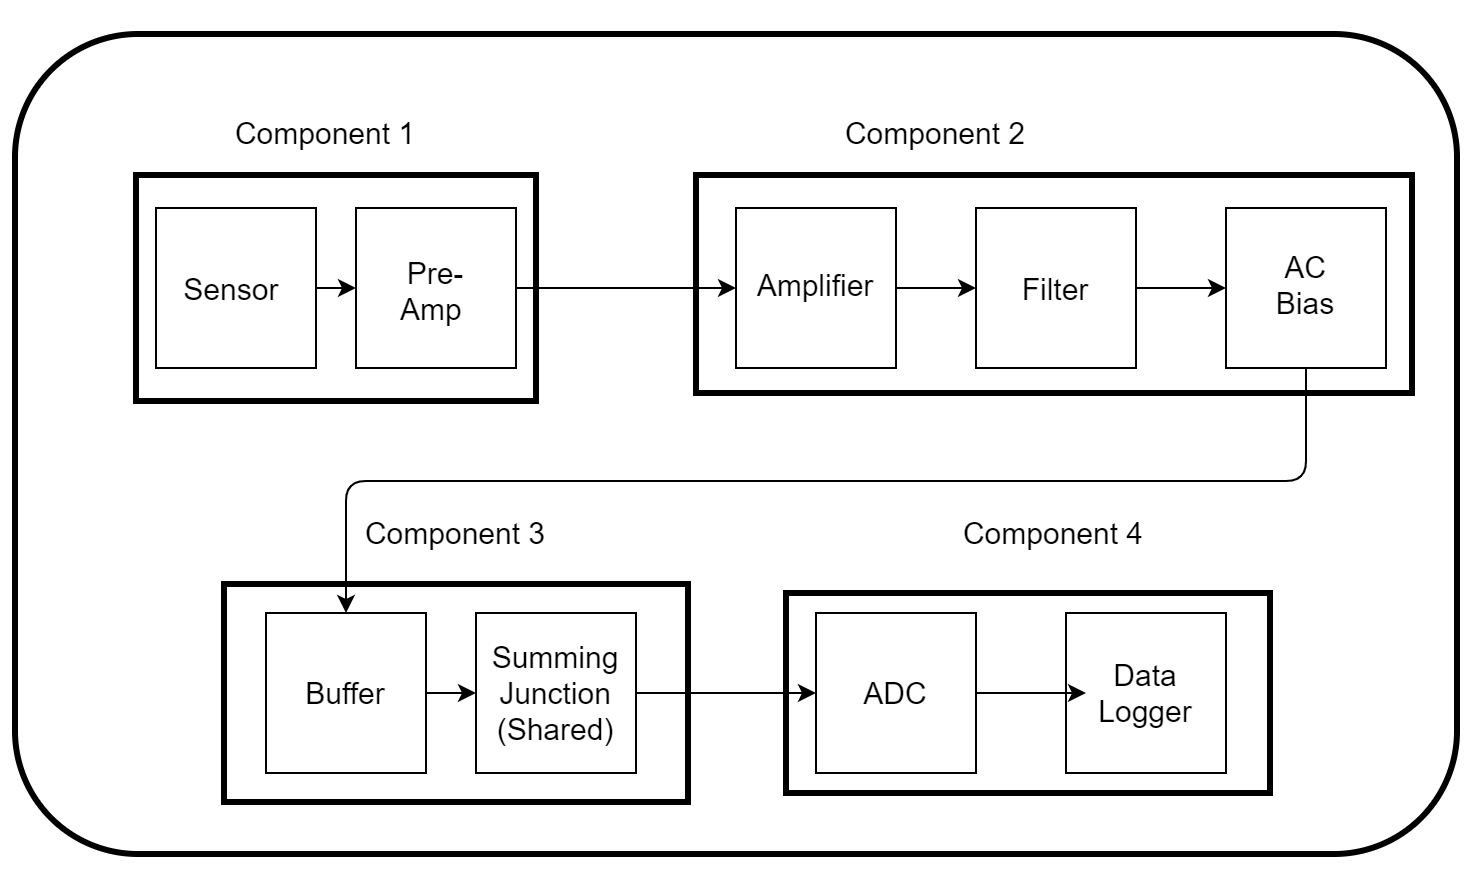 Component 1
Component 2
Sensor
Pre-
Amp
Amplifier
Filter
AC
Bias
Component 3
Component 4
Buffer
Summing
Junction
(Shared)
ADC
Data
Logger